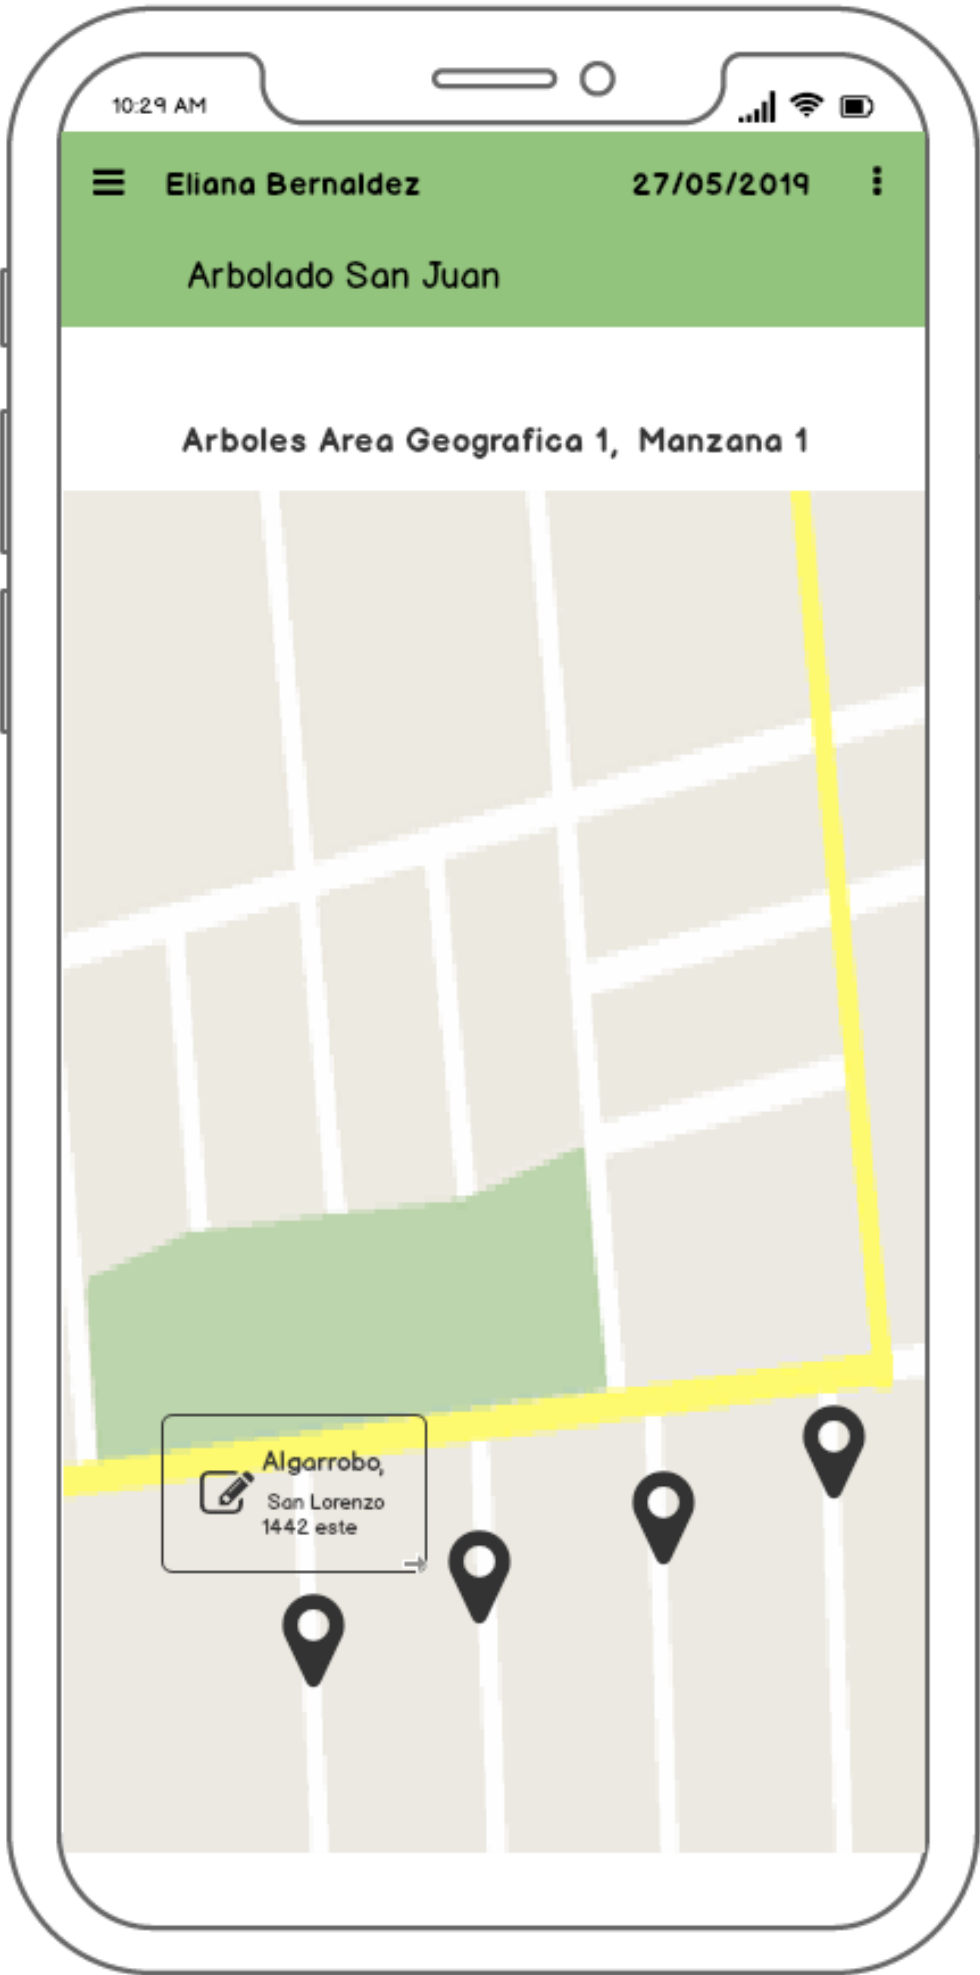 10:29 AM
Eliana Bernaldez 27/05/2019
Arbolado San Juan
Arboles Area Geografica 1, Manzana 1
Algarrobo,
San Lorenzo
1442 este